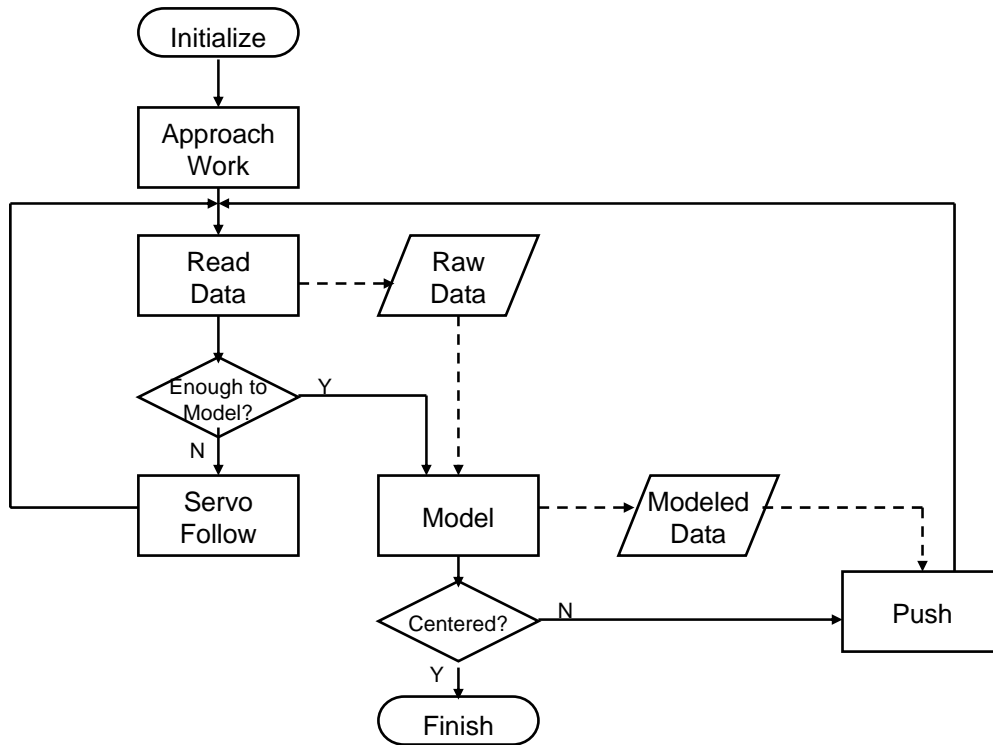 Initialize
Approach
Work
Read
Data
Raw
Data
Enough to
Model?
Y
N
Servo
Follow
Model
Modeled
Data
Centered?
N
Push
Y
Finish